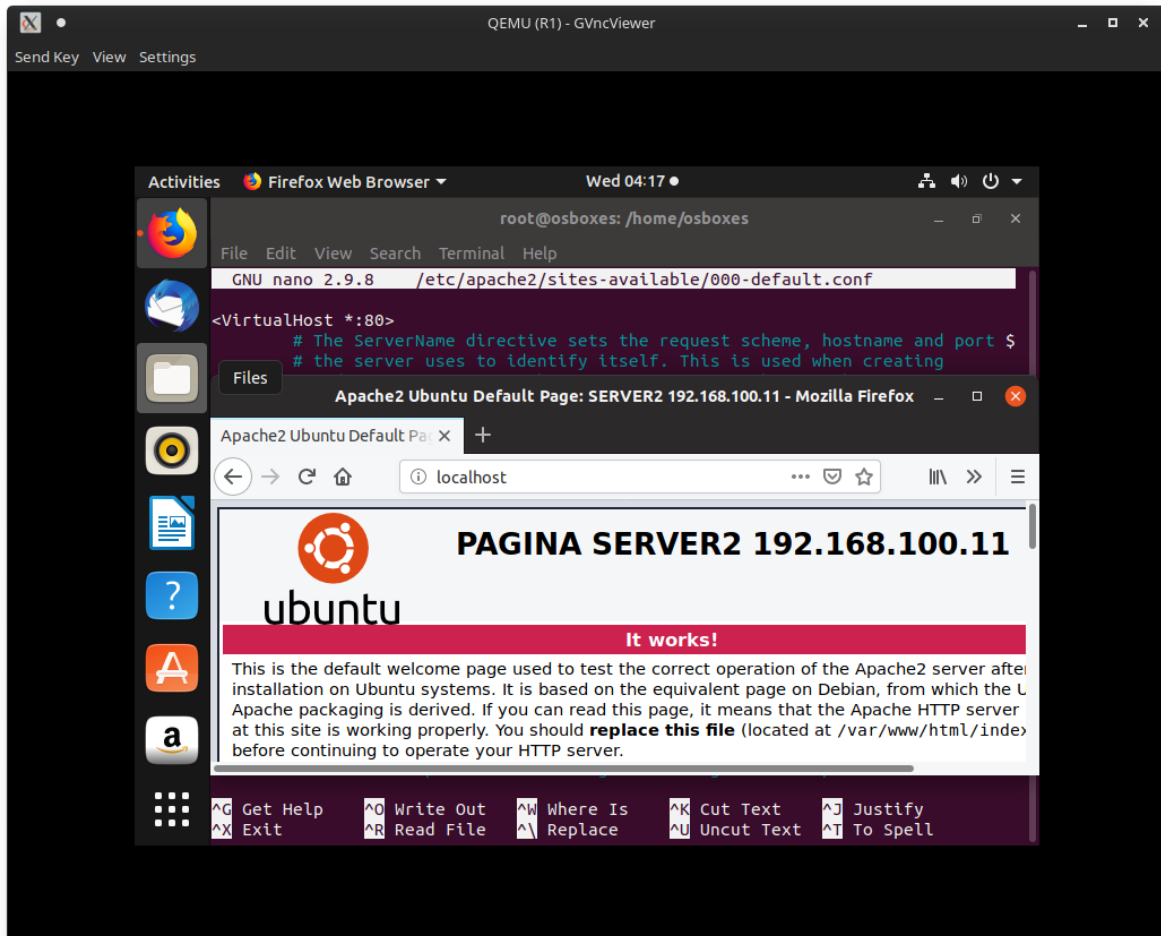 QEMU (R1) - GVncViewer
Send Key View Settings
Activities Firefox Web Browser Wed 04:17
root@osboxes: /home/osboxes
File Edit View Search Terminal Help
GNU nano 2.9.8 /etc/apache2/sites-available/000-default.conf
<VirtualHost *:80>
# The ServerName directive sets the request scheme, hostname and port $
# the server uses to identify itself. This is used when creating
Files
Apache2 Ubuntu Default Page: SERVER2 192.168.100.11 - Mozilla Firefox
Apache2 Ubuntu Default Pa
localhost
ubuntu
PAGINA SERVER2 192.168.100.11
It works!
This is the default welcome page used to test the correct operation of the Apache2 server after
installation on Ubuntu systems. It is based on the equivalent page on Debian, from which the U
Apache packaging is derived. If you can read this page, it means that the Apache HTTP server
at this site is working properly. You should replace this file (located at /var/www/html/index
before continuing to operate your HTTP server.
^G Get Help ^O Write Out ^W Where Is ^K Cut Text ^J Justify
^X Exit ^R Read File ^\ Replace ^U Uncut Text ^T To Spell